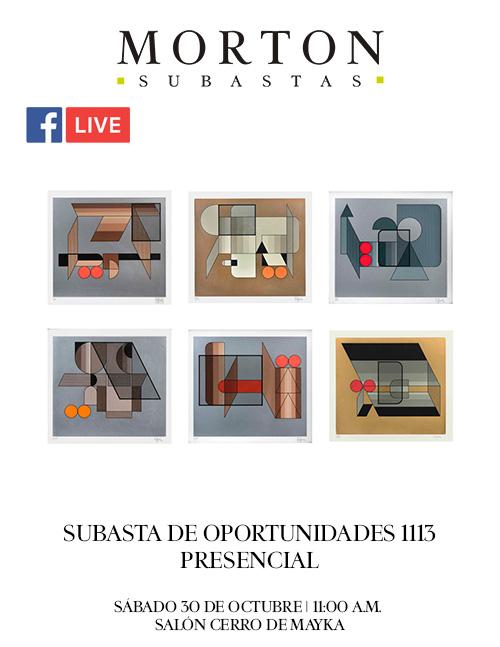 MORTON
SUBASTAS
f LIVE
SUBASTA DE OPORTUNIDADES 1113
PRESENCIAL
SÁBADO 30 DE OCTUBRE | 11:00 A.M.
SALÓN CERRO DE MAYKA